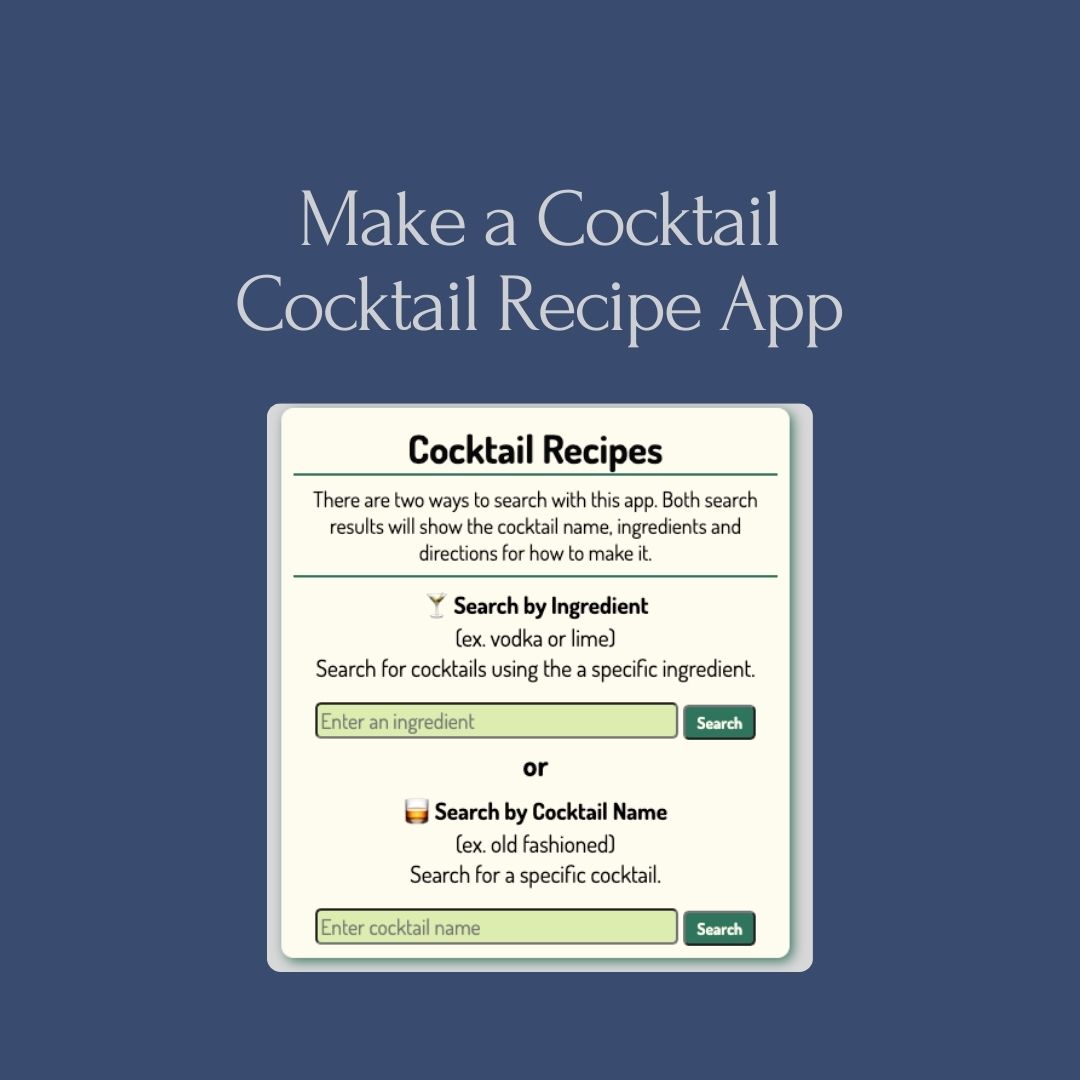 Make a Cocktail
Cocktail Recipe App
Cocktail Recipes
There are two ways to search with this app. Both search
results will show the cocktail name, ingredients and
directions for how to make it.
Search by Ingredient
(ex. vodka or lime)
Search for cocktails using the a specific ingredient.
Enter an ingredient
Search
or
Search by Cocktail Name
(ex. old fashioned)
Search for a specific cocktail.
Enter cocktail name
Search